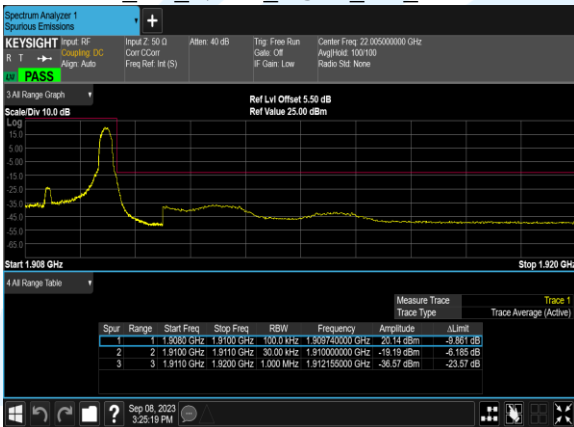 Spectrum Analyzer 1
Spurious Emissions
+
KEYSIGHT Input: RF Input Z: 50 Ω Atten: 40 dB Trig: Free Run Center Freq: 22.005000000 GHz
R T Coupling: DC Corr CCorr Gate: Off Avg|Hold: 100/100
Align: Auto Freq Ref: Int (S) IF Gain: Low Radio Std: None
PASS
3 All Range Graph
Ref Lvl Offset 5.50 dB
Scale/Div 10.0 dB Ref Value 25.00 dBm
Log
15.0
5.00
-5.00
-15.0
-25.0
-35.0
-45.0
-55.0
-65.0
Start 1.908 GHz Stop 1.920 GHz
4 All Range Table
Measure Trace Trace 1
Trace Type Trace Average (Active)
Spur Range Start Freq Stop Freq RBW Frequency Amplitude ΔLimit
1 1 1.9080 GHz 1.9100 GHz 100.0 kHz 1.909740000 GHz 20.14 dBm -9.861 dB
2 2 1.9100 GHz 1.9110 GHz 30.00 kHz 1.910000000 GHz -19.19 dBm -6.185 dB
3 3 1.9110 GHz 1.9200 GHz 1.000 MHz 1.912155000 GHz -36.57 dBm -23.57 dB
? Sep 08, 2023
3:25:19 PM